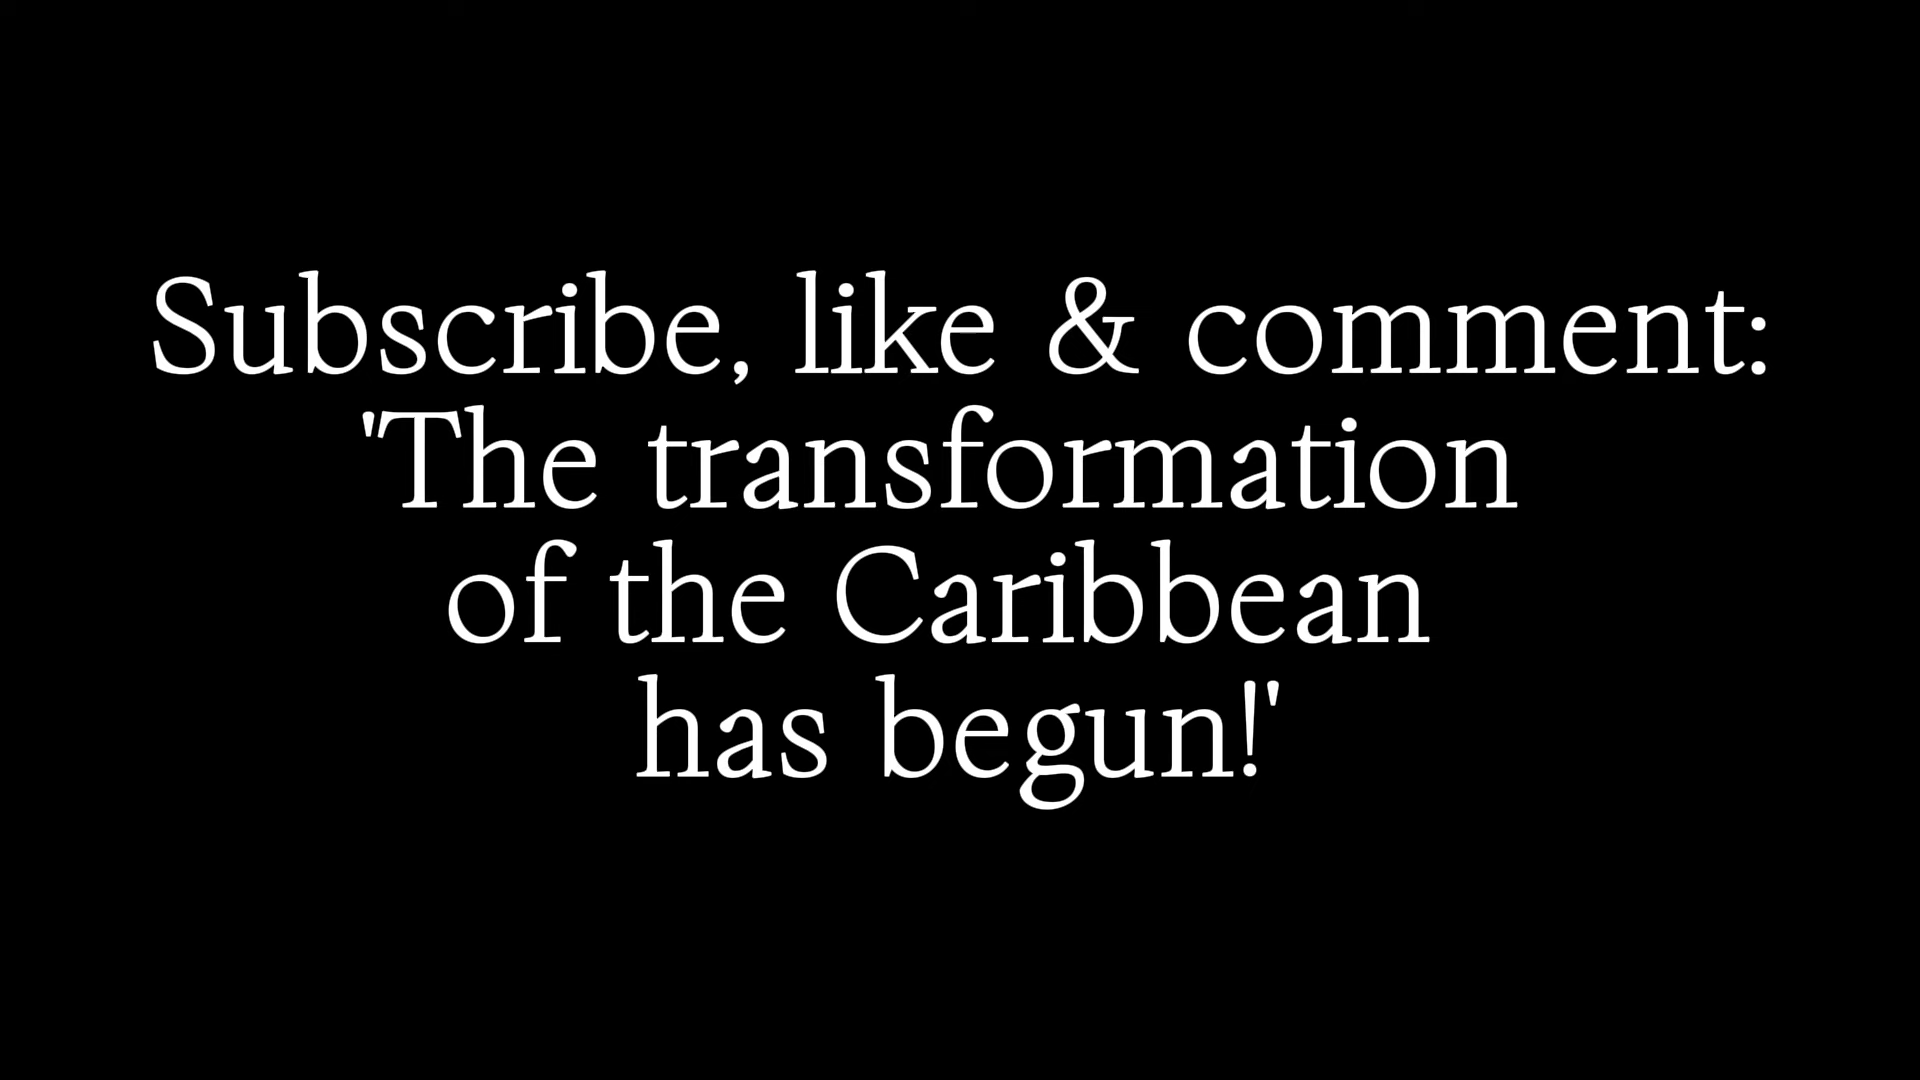 Subscribe, like & comment:
'The transformation
of the Caribbean
has begun!'